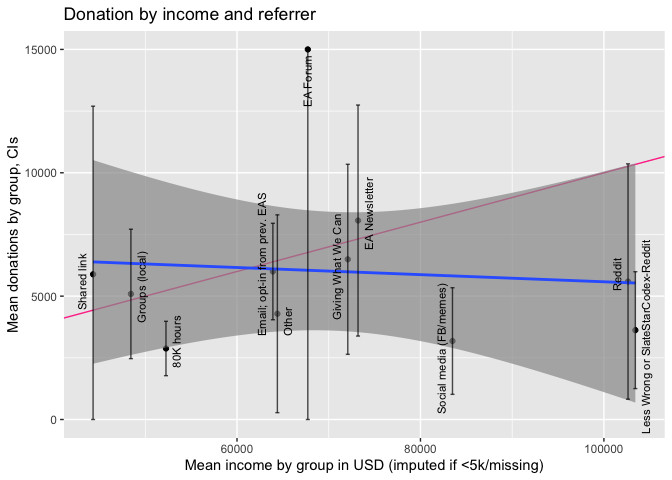 Donation by income and referrer
Mean donations by group, CIs
15000
10000
5000
0
Shared link
Groups (local)
80K hours
Email; opt-in from prev. EAS
Other
EA Forum
Giving What We Can
EA Newsletter
Social media (FB/memes)
Reddit
Less Wrong or SlateStarCodex-Reddit
60000
80000
100000
Mean income by group in USD (imputed if <5k/missing)